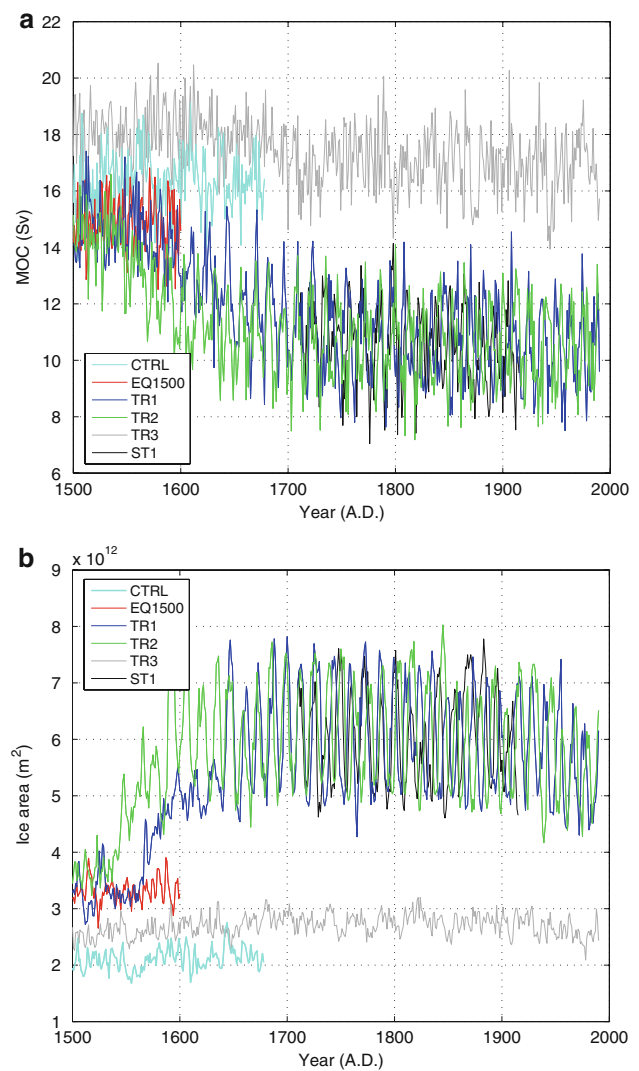 a
22
20
18
16
14
12
10
8
6
MOC (Sv)
CTRL
EQ1500
TR1
TR2
TR3
ST1
1500 1600 1700 1800 1900 2000
Year (A.D.)
b
x 10^12
9
8
7
6
5
4
3
2
1
Ice area (m²)
CTRL
EQ1500
TR1
TR2
TR3
ST1
1500 1600 1700 1800 1900 2000
Year (A.D.)